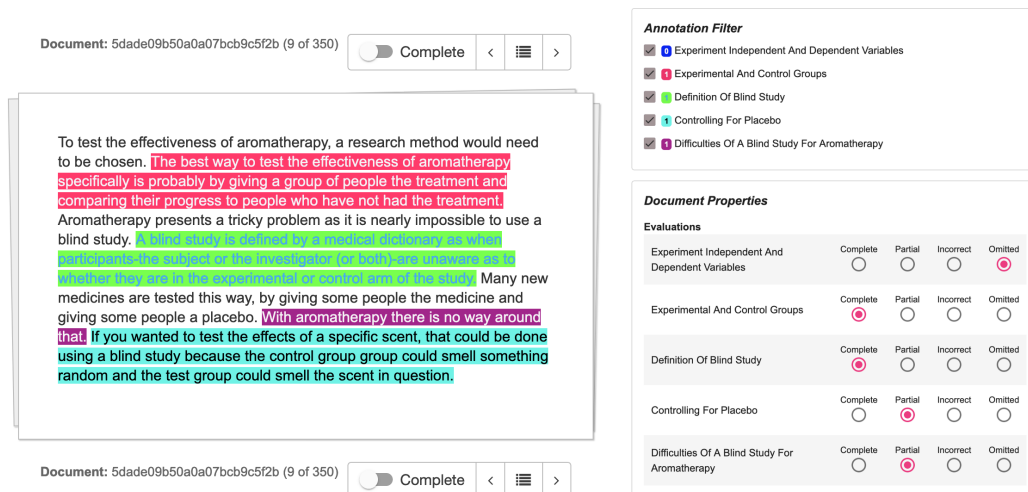 Document: 5dade09b50a0a07bcb9c5f2b (9 of 350)
Complete
<
>
To test the effectiveness of aromatherapy, a research method would need
to be chosen. The best way to test the effectiveness of aromatherapy
specifically is probably by giving a group of people the treatment and
comparing their progress to people who have not had the treatment.
Aromatherapy presents a tricky problem as it is nearly impossible to use a
blind study. A blind study is defined by a medical dictionary as when
participants-the subject or the investigator (or both)-are unaware as to
whether they are in the experimental or control arm of the study. Many new
medicines are tested this way, by giving some people the medicine and
giving some people a placebo. With aromatherapy there is no way around
that. If you wanted to test the effects of a specific scent, that could be done
using a blind study because the control group group could smell something
random and the test group could smell the scent in question.
Document: 5dade09b50a0a07bcb9c5f2b (9 of 350)
Complete
<
>
Annotation Filter
0 Experiment Independent And Dependent Variables
1 Experimental And Control Groups
1 Definition Of Blind Study
1 Controlling For Placebo
1 Difficulties Of A Blind Study For Aromatherapy
Document Properties
Evaluations
Experiment Independent And
Dependent Variables
Complete Partial Incorrect Omitted
Experimental And Control Groups
Complete Partial Incorrect Omitted
Definition Of Blind Study
Complete Partial Incorrect Omitted
Controlling For Placebo
Complete Partial Incorrect Omitted
Difficulties Of A Blind Study For
Aromatherapy
Complete Partial Incorrect Omitted